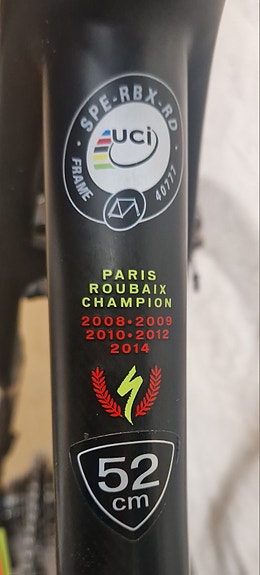 · SPE-RBX-RD ·
UCi
FRAME 40777
PARIS
ROUBAIX
CHAMPION
2008•2009
2010•2012
2014
52
cm